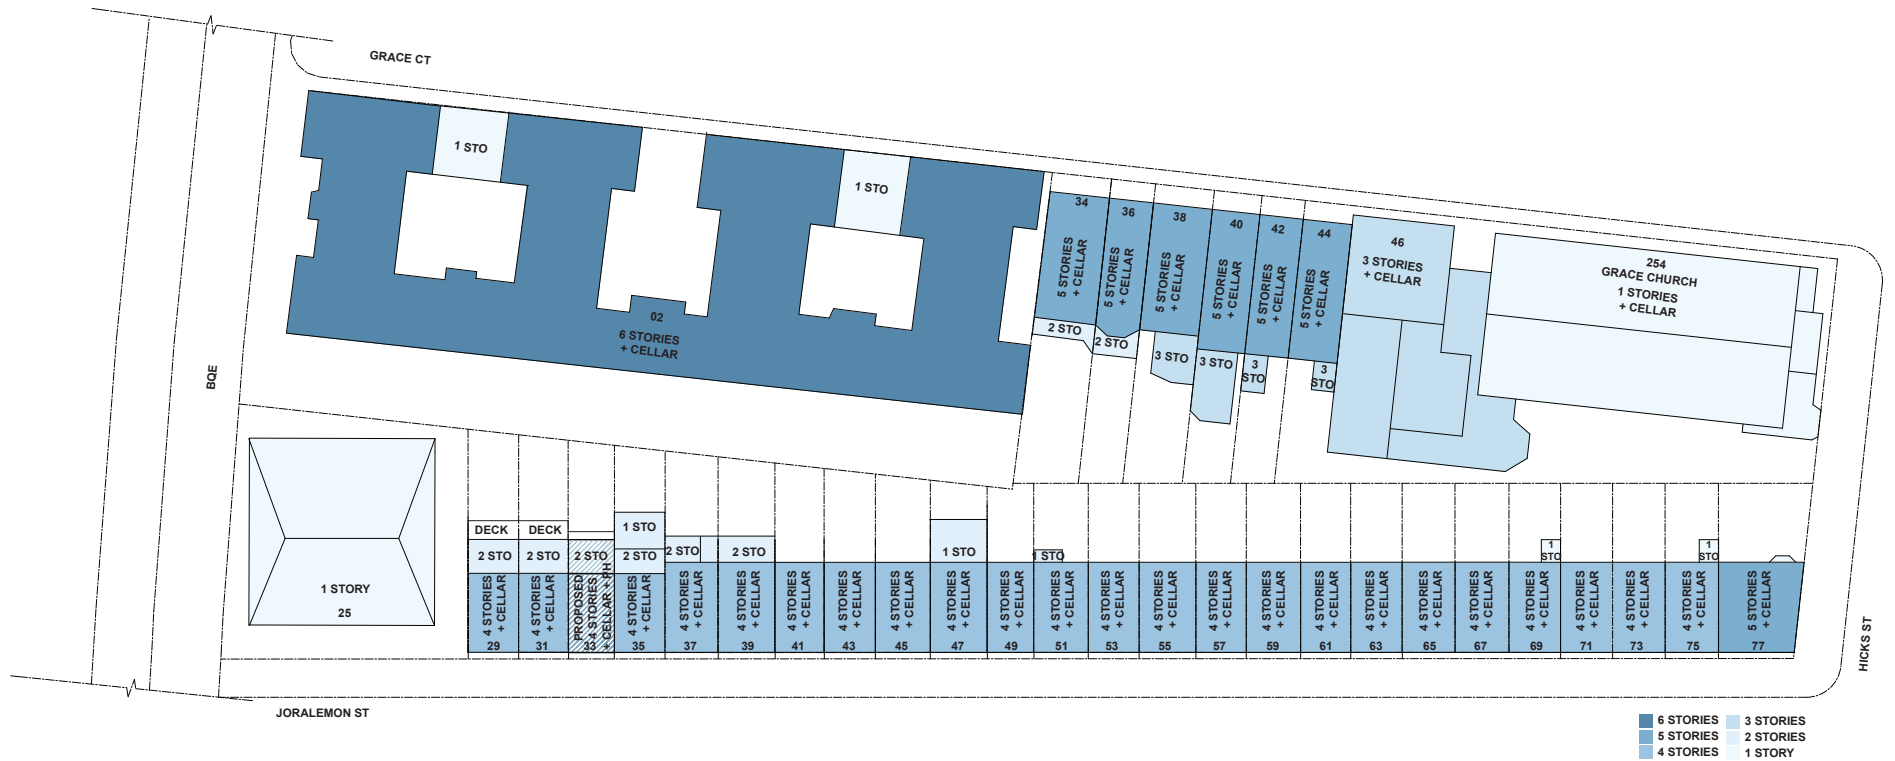 GRACE CT
1 STO
1 STO
02
6 STORIES
+ CELLAR
BQE
34
5 STORIES
+ CELLAR
2 STO
36
5 STORIES
+ CELLAR
2 STO
38
5 STORIES
+ CELLAR
3 STO
40
5 STORIES
+ CELLAR
3 STO
42
5 STORIES
+ CELLAR
3
STO
44
5 STORIES
+ CELLAR
3
STO
46
3 STORIES
+ CELLAR
254
GRACE CHURCH
1 STORIES
+ CELLAR
1 STORY
25
DECK
2 STO
4 STORIES
+ CELLAR
29
DECK
2 STO
4 STORIES
+ CELLAR
31
2 STO
PROPOSED
4 STORIES
+ CELLAR + PH
33
1 STO
2 STO
4 STORIES
+ CELLAR
35
2 STO
4 STORIES
+ CELLAR
37
2 STO
4 STORIES
+ CELLAR
39
4 STORIES
+ CELLAR
41
4 STORIES
+ CELLAR
43
4 STORIES
+ CELLAR
45
1 STO
4 STORIES
+ CELLAR
47
4 STORIES
+ CELLAR
49
1 STO
4 STORIES
+ CELLAR
51
4 STORIES
+ CELLAR
53
4 STORIES
+ CELLAR
55
4 STORIES
+ CELLAR
57
4 STORIES
+ CELLAR
59
4 STORIES
+ CELLAR
61
4 STORIES
+ CELLAR
63
4 STORIES
+ CELLAR
65
4 STORIES
+ CELLAR
67
1
STO
4 STORIES
+ CELLAR
69
4 STORIES
+ CELLAR
71
4 STORIES
+ CELLAR
73
1
STO
4 STORIES
+ CELLAR
75
5 STORIES
+ CELLAR
77
HICKS ST
JORALEMON ST
6 STORIES
5 STORIES
4 STORIES
3 STORIES
2 STORIES
1 STORY